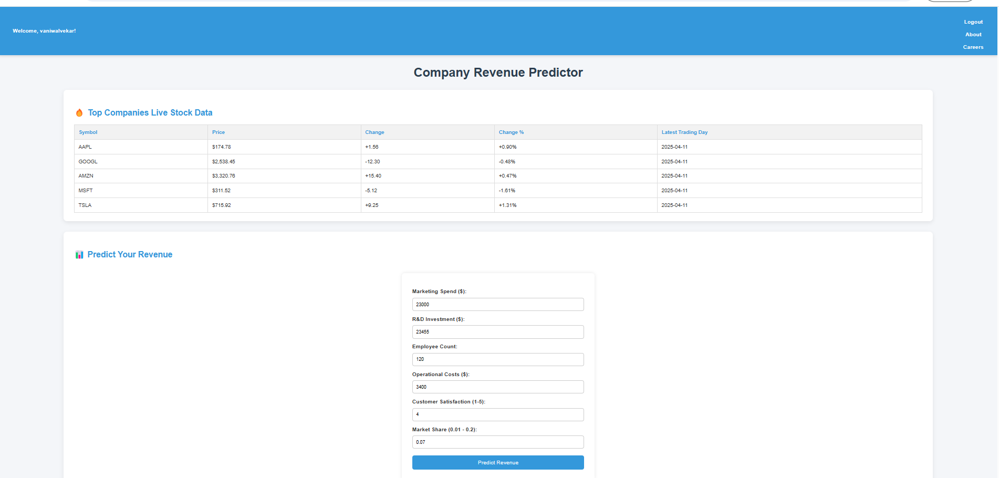 Welcome, vaniwalvekar!
Logout
About
Careers
Company Revenue Predictor
Top Companies Live Stock Data
Symbol Price Change Change % Latest Trading Day
AAPL $174.78 +1.56 +0.90% 2025-04-11
GOOGL $2,538.45 -12.30 -0.48% 2025-04-11
AMZN $3,320.76 +15.40 +0.47% 2025-04-11
MSFT $311.52 -5.12 -1.61% 2025-04-11
TSLA $715.92 +9.25 +1.31% 2025-04-11
Predict Your Revenue
Marketing Spend ($):
23000
R&D Investment ($):
23455
Employee Count:
120
Operational Costs ($):
3400
Customer Satisfaction (1-5):
4
Market Share (0.01 - 0.2):
0.07
Predict Revenue